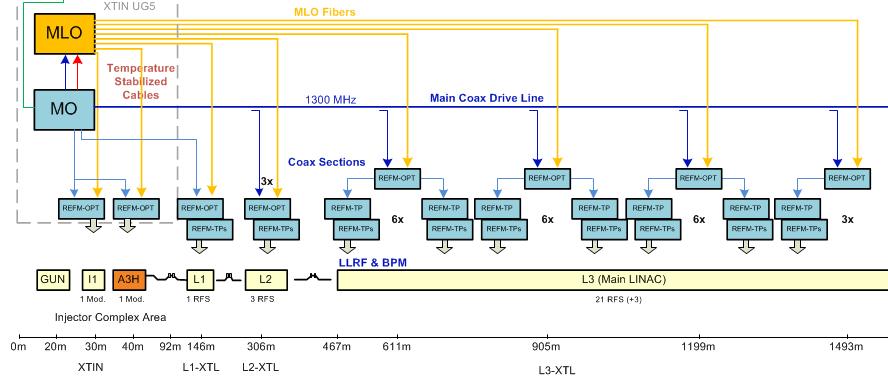 XTIN UG5
MLO Fibers
MLO
Temperature
Stabilized
Cables
MO
1300 MHz
Main Coax Drive Line
Coax Sections
3x
REFM-OPT
REFM-OPT
REFM-OPT
REFM-OPT
REFM-OPT
REFM-OPT
REFM-OPT
REFM-OPT
REFM-TPs
REFM-TPs
REFM-TP
REFM-TPs
6x
REFM-TP
REFM-TPs
REFM-TP
REFM-TPs
6x
REFM-TP
REFM-TPs
REFM-TP
REFM-TPs
6x
REFM-TP
REFM-TPs
REFM-TP
REFM-TPs
3x
LLRF & BPM
GUN
I1
A3H
L1
L2
L3 (Main LINAC)
1 Mod.
1 Mod.
1 RFS
3 RFS
21 RFS (+3)
Injector Complex Area
0m
20m
30m
40m
92m
146m
306m
467m
611m
905m
1199m
1493m
XTIN
L1-XTL
L2-XTL
L3-XTL